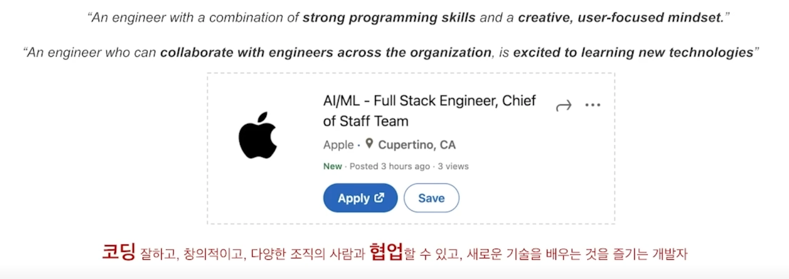 “An engineer with a combination of strong programming skills and a creative, user-focused mindset.”
“An engineer who can collaborate with engineers across the organization, is excited to learning new technologies”
AI/ML - Full Stack Engineer, Chief
of Staff Team
Apple · Cupertino, CA
New · Posted 3 hours ago · 3 views
Apply
Save
코딩 잘하고, 창의적이고, 다양한 조직의 사람과 협업할 수 있고, 새로운 기술을 배우는 것을 즐기는 개발자